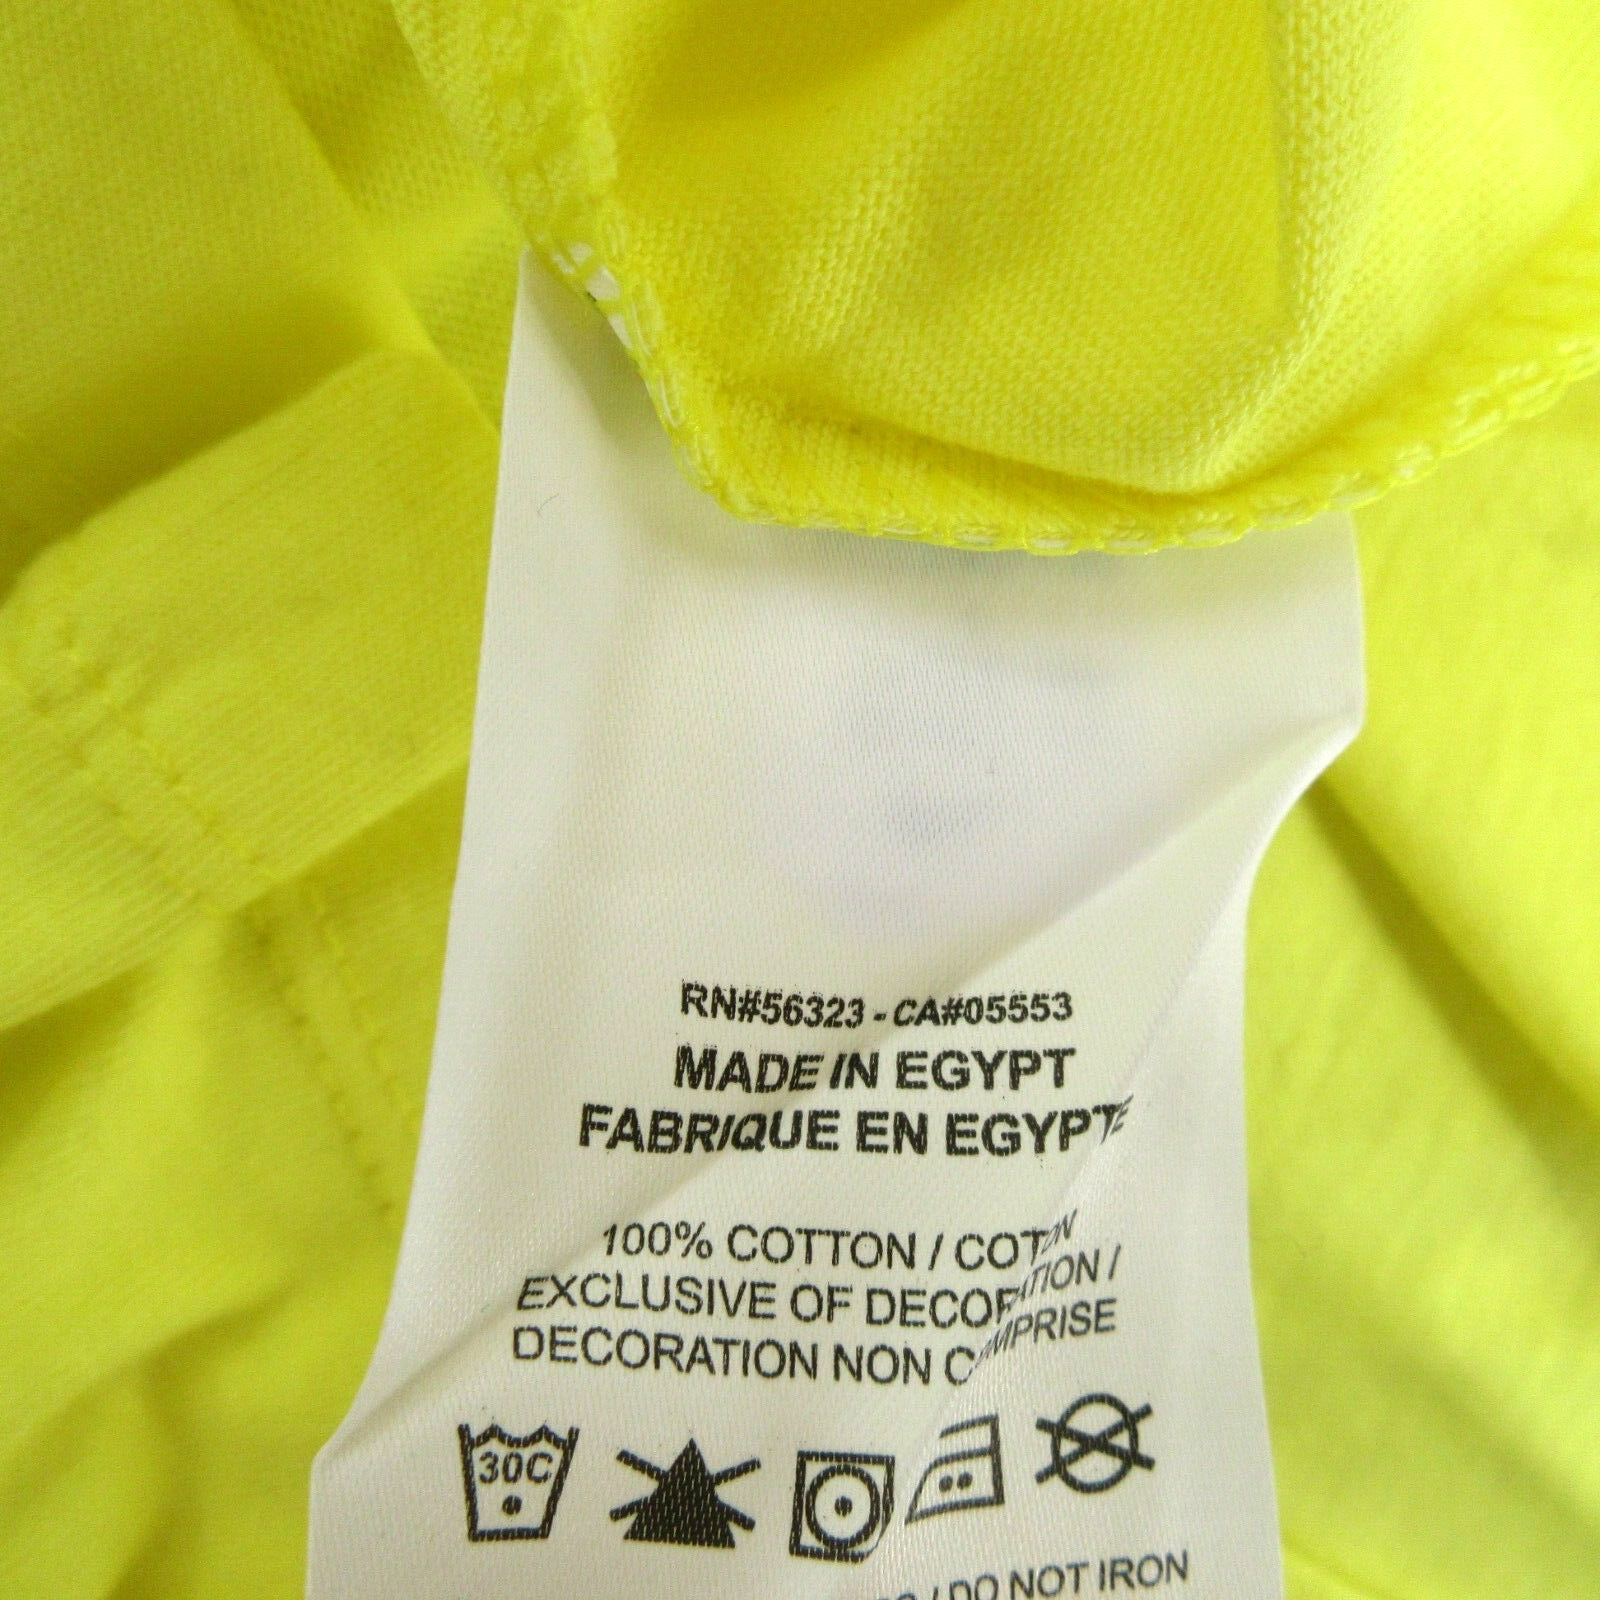 RN#56323 - CA#05553
MADE IN EGYPT
FABRIQUE EN EGYPTE
100% COTTON / COTON
EXCLUSIVE OF DECORATION /
DECORATION NON COMPRISE
30C
/ DO NOT IRON